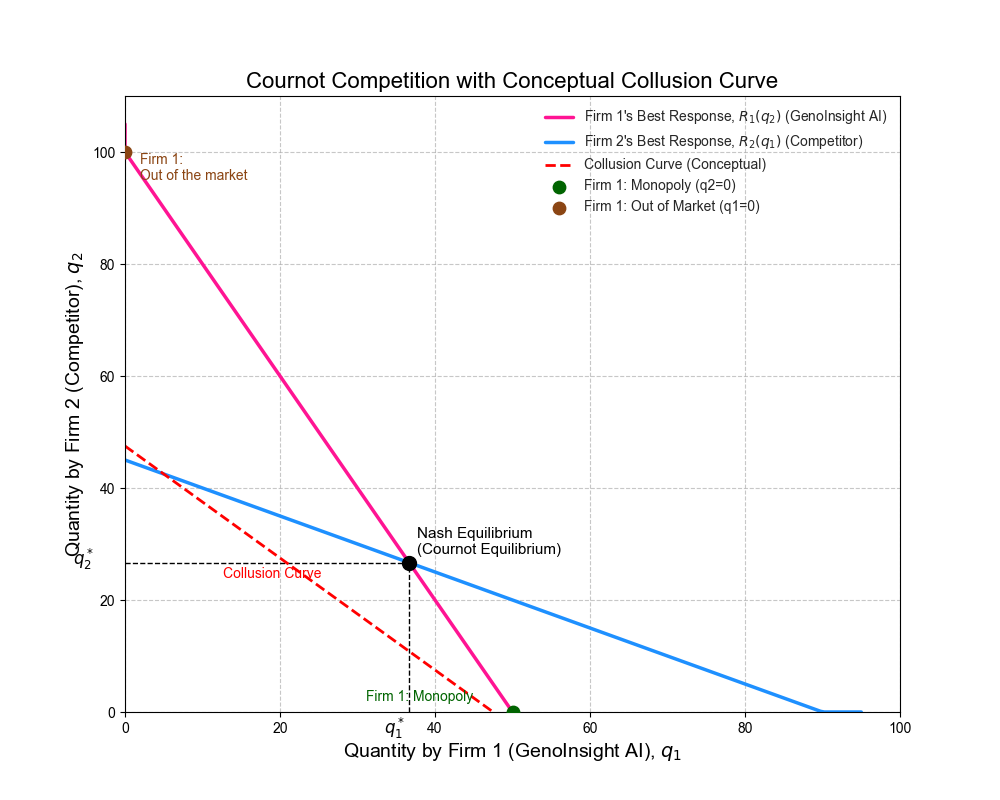 Cournot Competition with Conceptual Collusion Curve
Firm 1's Best Response, R₁(q₂) (GenoInsight AI)
Firm 2's Best Response, R₂(q₁) (Competitor)
Collusion Curve (Conceptual)
Firm 1: Monopoly (q2=0)
Firm 1: Out of Market (q1=0)
Quantity by Firm 2 (Competitor), q₂
100
80
60
40
20
0
Firm 1:
Out of the market
Nash Equilibrium
(Cournot Equilibrium)
q₂*
Collusion Curve
Firm 1: Monopoly
0
20
q₁*
40
60
80
100
Quantity by Firm 1 (GenoInsight AI), q₁